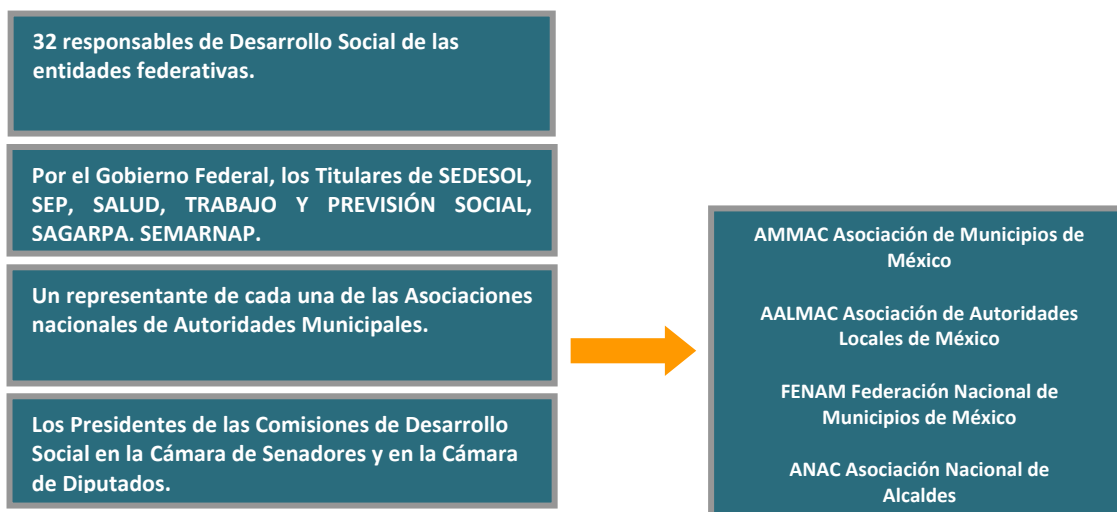 32 responsables de Desarrollo Social de las
entidades federativas.
Por el Gobierno Federal, los Titulares de SEDESOL,
SEP, SALUD, TRABAJO Y PREVISIÓN SOCIAL,
SAGARPA. SEMARNAP.
Un representante de cada una de las Asociaciones
nacionales de Autoridades Municipales.
Los Presidentes de las Comisiones de Desarrollo
Social en la Cámara de Senadores y en la Cámara
de Diputados.
AMMAC Asociación de Municipios de
México
AALMAC Asociación de Autoridades
Locales de México
FENAM Federación Nacional de
Municipios de México
ANAC Asociación Nacional de
Alcaldes